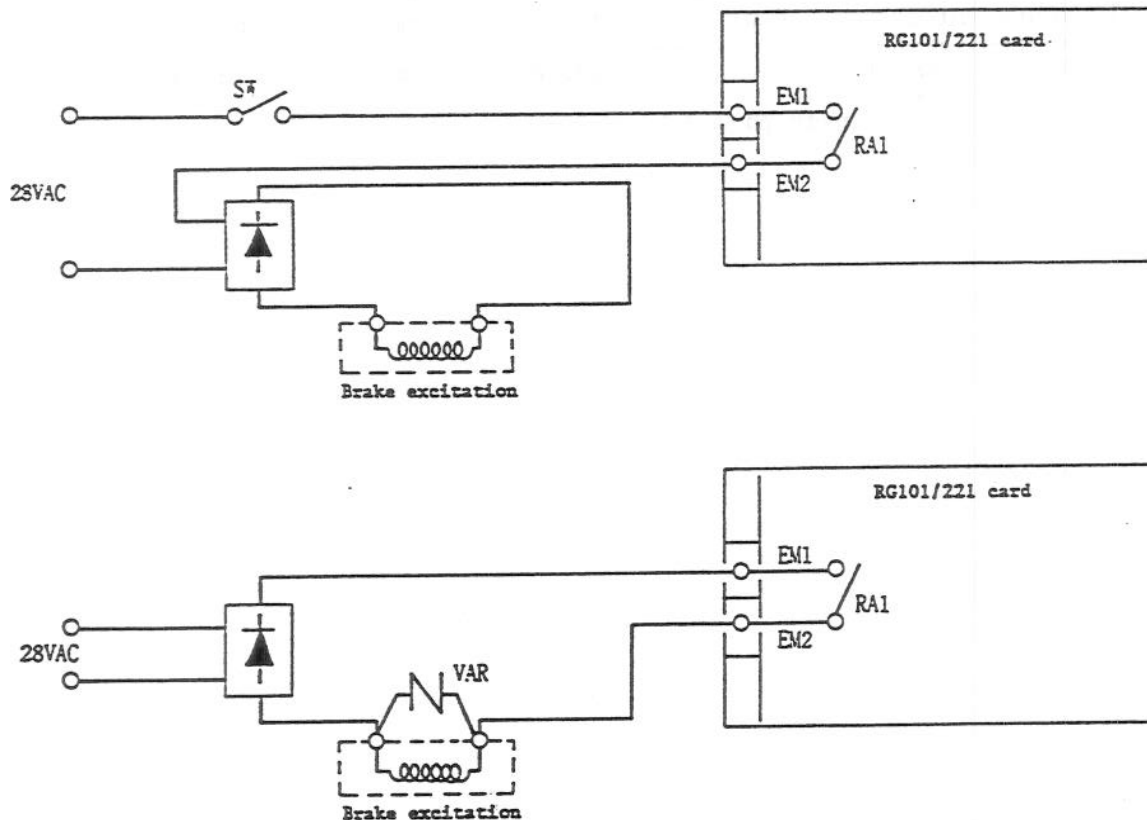 RG101/221 card
S*
EM1
RA1
EM2
28VAC
Brake excitation
RG101/221 card
EM1
RA1
EM2
28VAC
VAR
Brake excitation